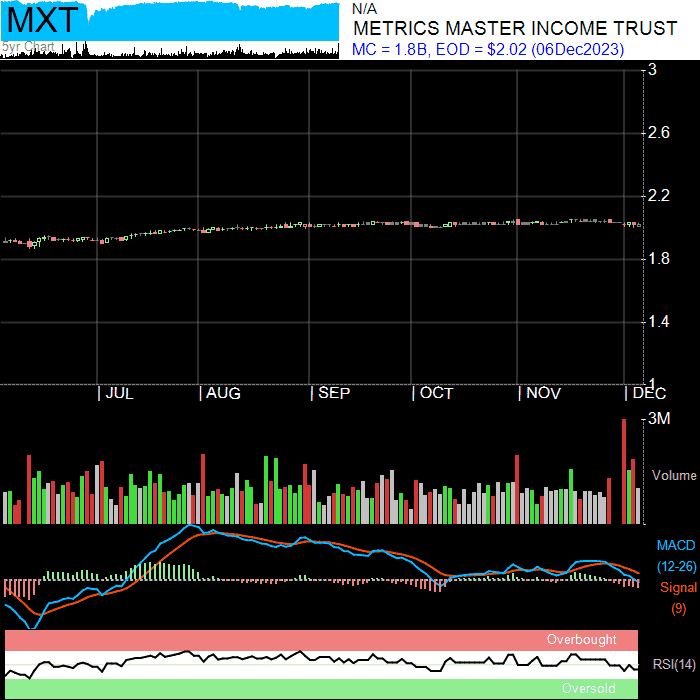 MXT
5yr Chart
N/A
METRICS MASTER INCOME TRUST
MC = 1.8B, EOD = $2.02 (06Dec2023)
3
2.6
2.2
1.8
1.4
1
JUL AUG SEP OCT NOV DEC
3M
Volume
MACD
(12-26)
Signal
(9)
Overbought
RSI(14)
Oversold